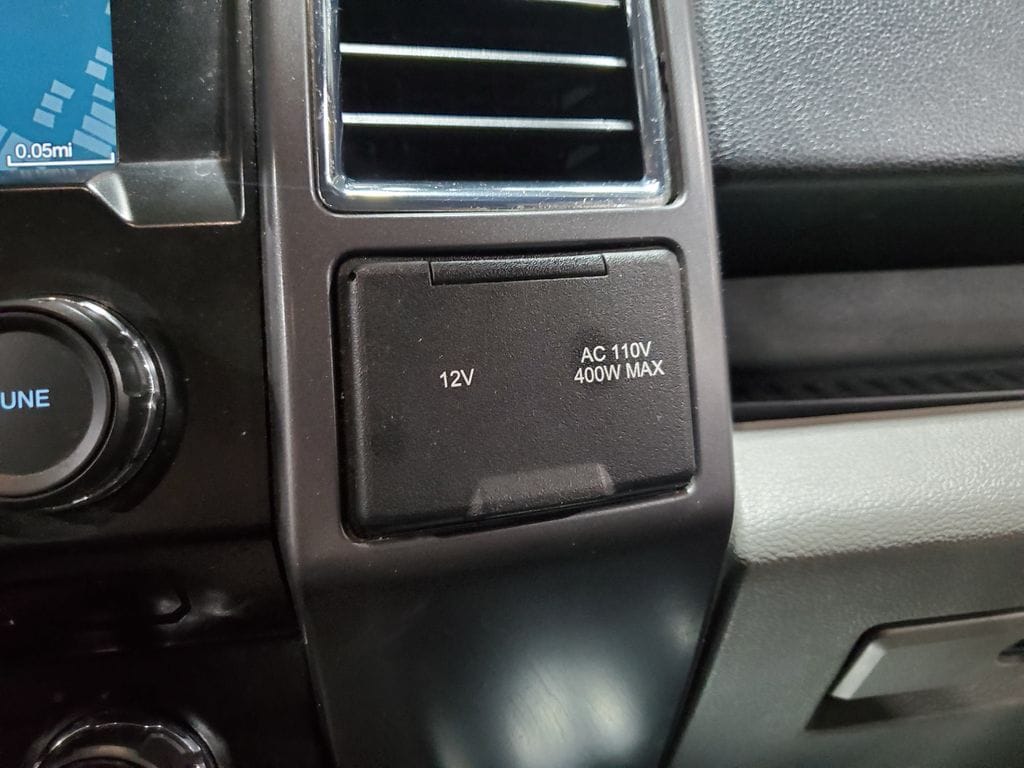 0.05mi
UNE
12V
AC 110V
400W MAX